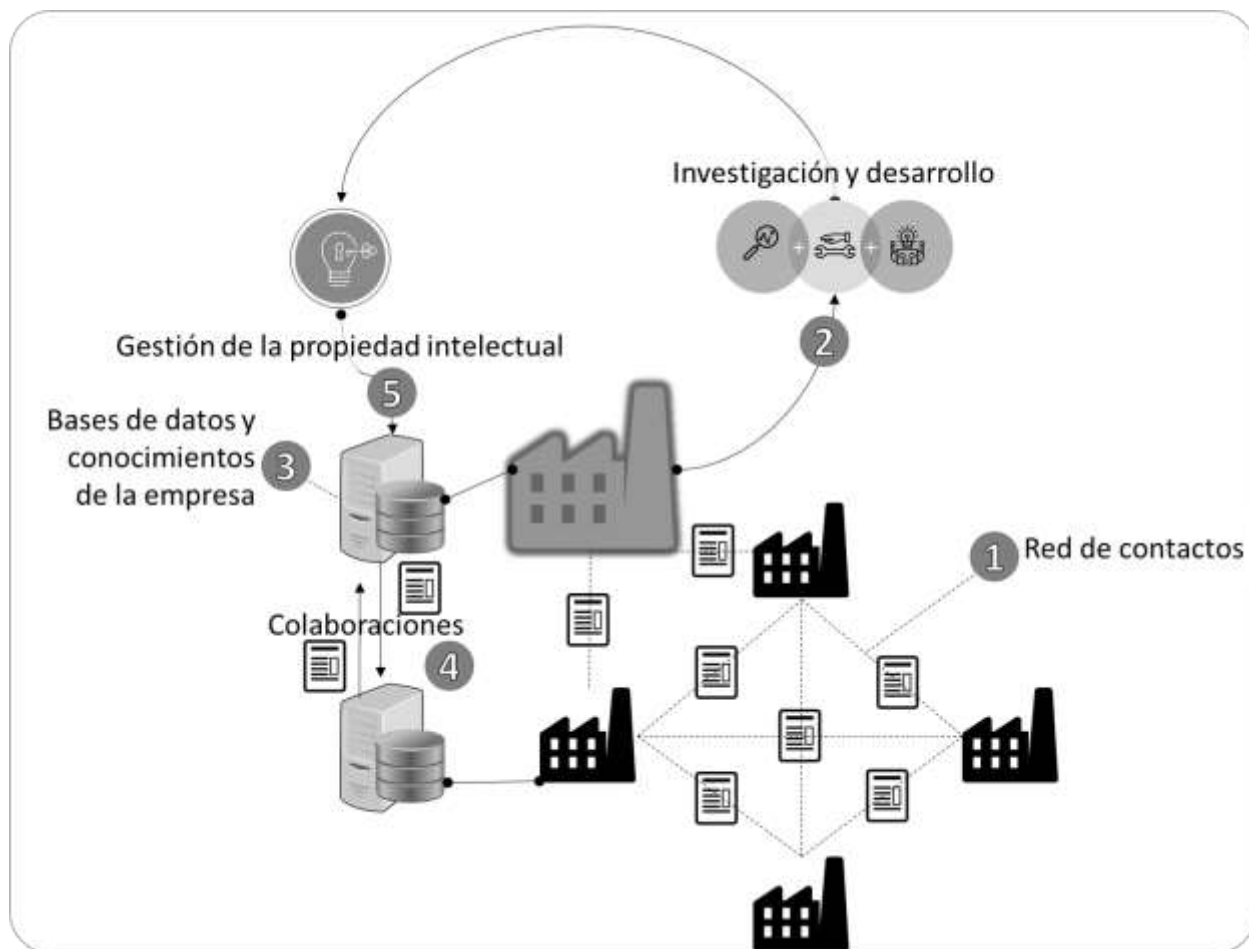 Investigación y desarrollo
2
Gestión de la propiedad intelectual
5
Bases de datos y
conocimientos
de la empresa
3
1
Red de contactos
Colaboraciones
4